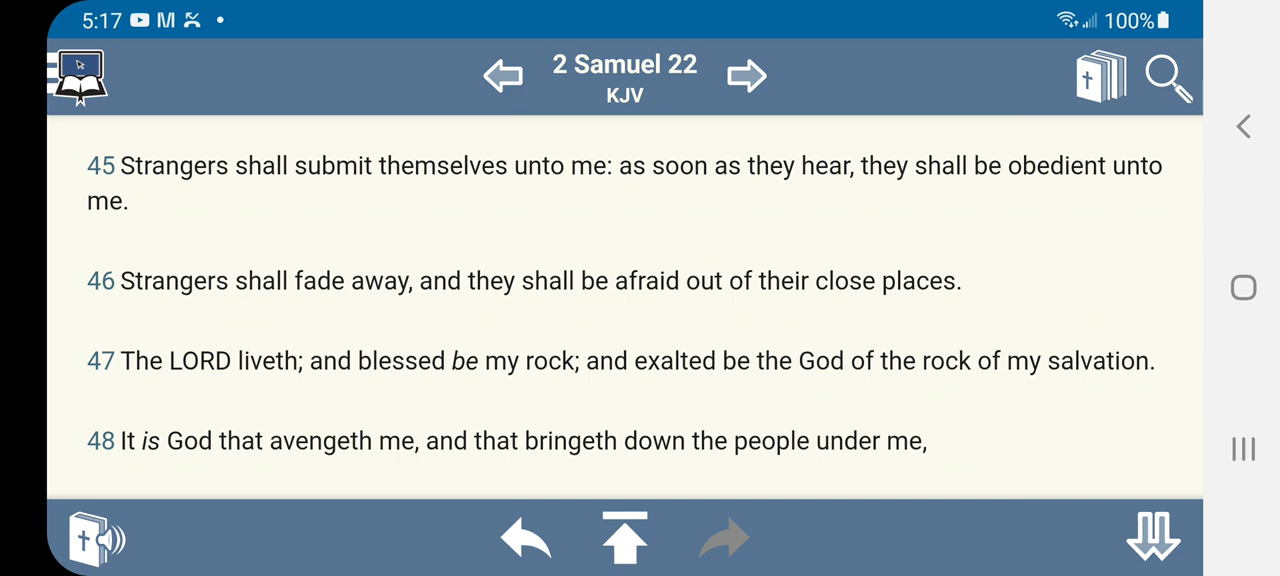 5:17 M 100%
2 Samuel 22
KJV
45 Strangers shall submit themselves unto me: as soon as they hear, they shall be obedient unto
me.
46 Strangers shall fade away, and they shall be afraid out of their close places.
47 The LORD liveth; and blessed be my rock; and exalted be the God of the rock of my salvation.
48 It is God that avengeth me, and that bringeth down the people under me,